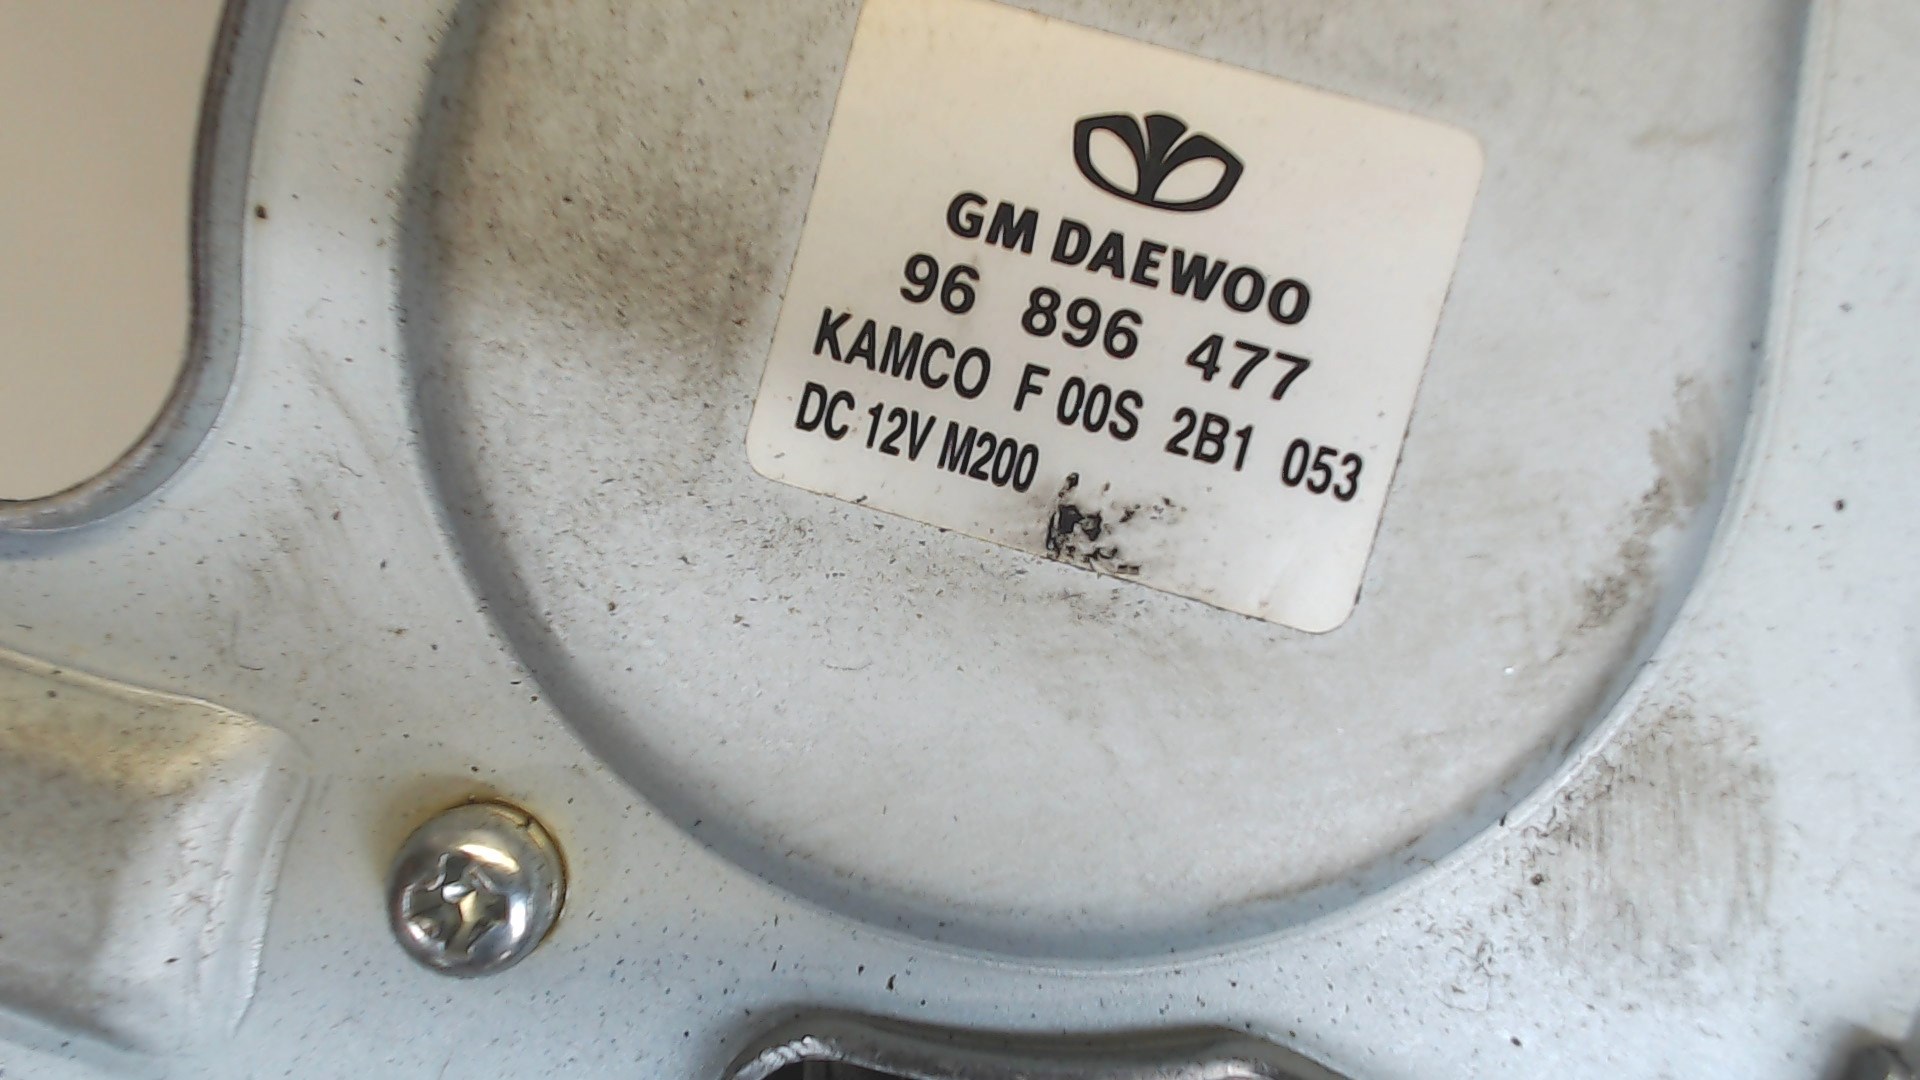 GM DAEWOO
96 896 477
KAMCO F 00S 2B1 053
DC 12V M200